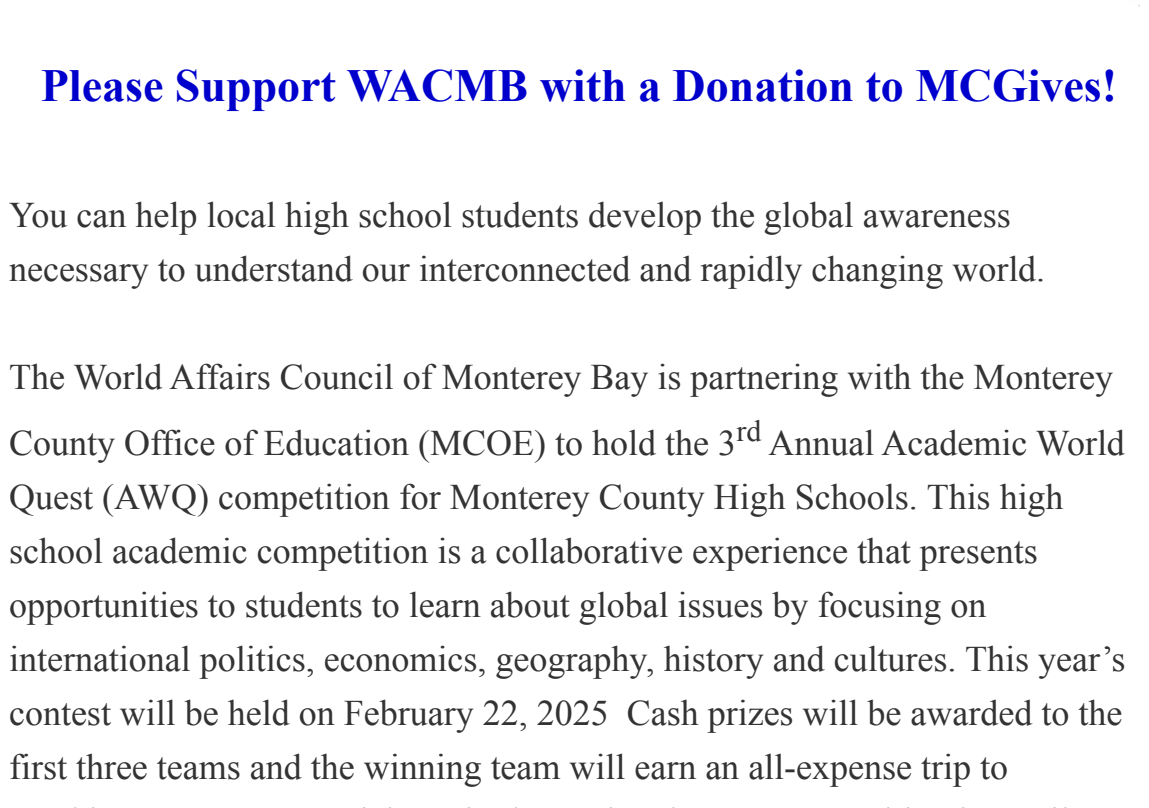 Please Support WACMB with a Donation to MCGives!
You can help local high school students develop the global awareness
necessary to understand our interconnected and rapidly changing world.
The World Affairs Council of Monterey Bay is partnering with the Monterey
County Office of Education (MCOE) to hold the 3rd Annual Academic World
Quest (AWQ) competition for Monterey County High Schools. This high
school academic competition is a collaborative experience that presents
opportunities to students to learn about global issues by focusing on
international politics, economics, geography, history and cultures. This year’s
contest will be held on February 22, 2025  Cash prizes will be awarded to the
first three teams and the winning team will earn an all-expense trip to